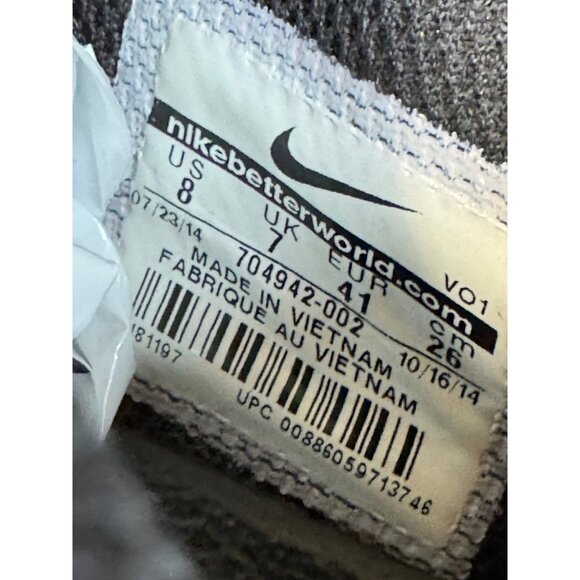 nikebetterworld.com
US UK EUR cm
8 7 41 26
07/23/14 704942-002 10/16/14
VO1
MADE IN VIETNAM
FABRIQUE AU VIETNAM
81197
UPC 00886059713746